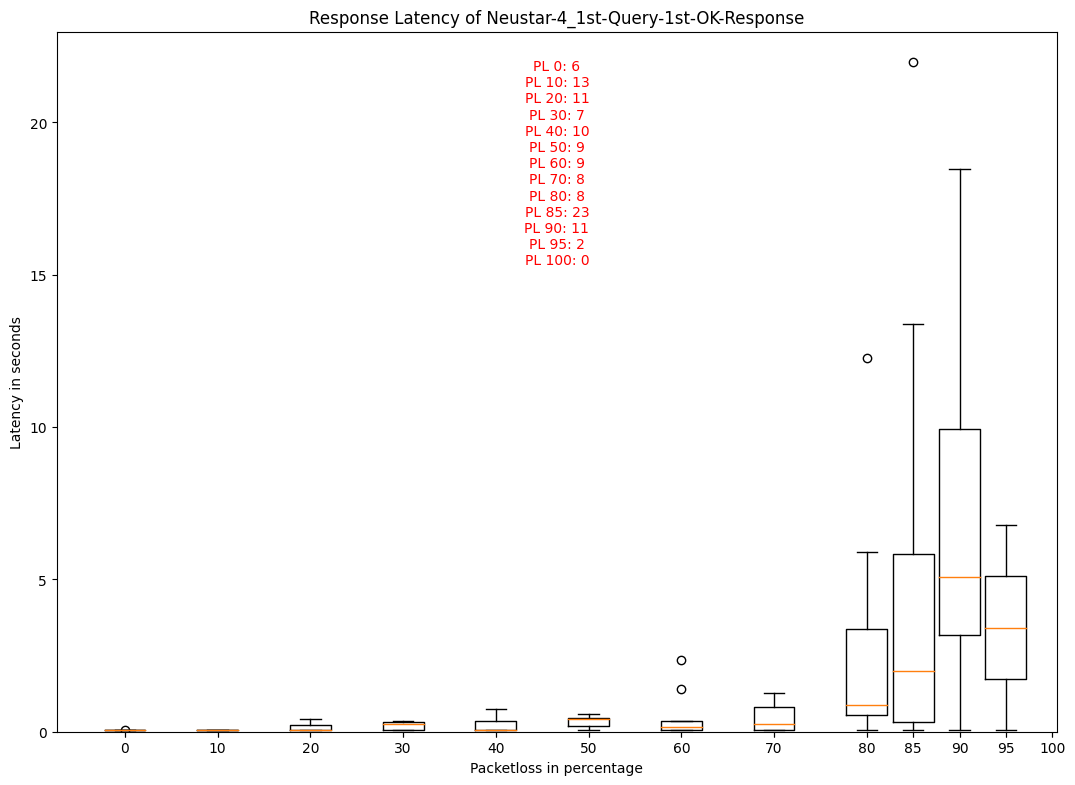 Response Latency of Neustar-4_1st-Query-1st-OK-Response
PL 0: 6
PL 10: 13
PL 20: 11
PL 30: 7
PL 40: 10
PL 50: 9
PL 60: 9
PL 70: 8
PL 80: 8
PL 85: 23
PL 90: 11
PL 95: 2
PL 100: 0
Latency in seconds
20
15
10
5
0
0 10 20 30 40 50 60 70 80 85 90 95 100
Packetloss in percentage